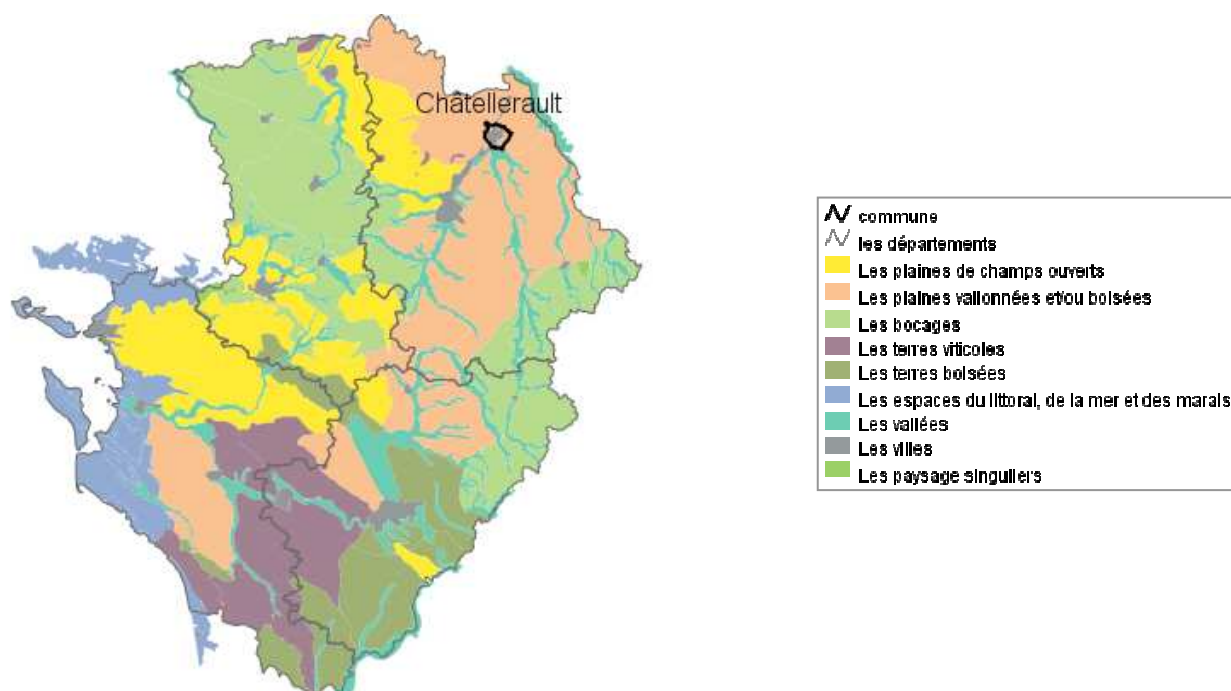 Châtellerault
commune
les départements
Les plaines de champs ouverts
Les plaines vallonnées et/ou boisées
Les bocages
Les terres viticoles
Les terres boisées
Les espaces du littoral, de la mer et des marais
Les vallées
Les villes
Les paysage singuliers